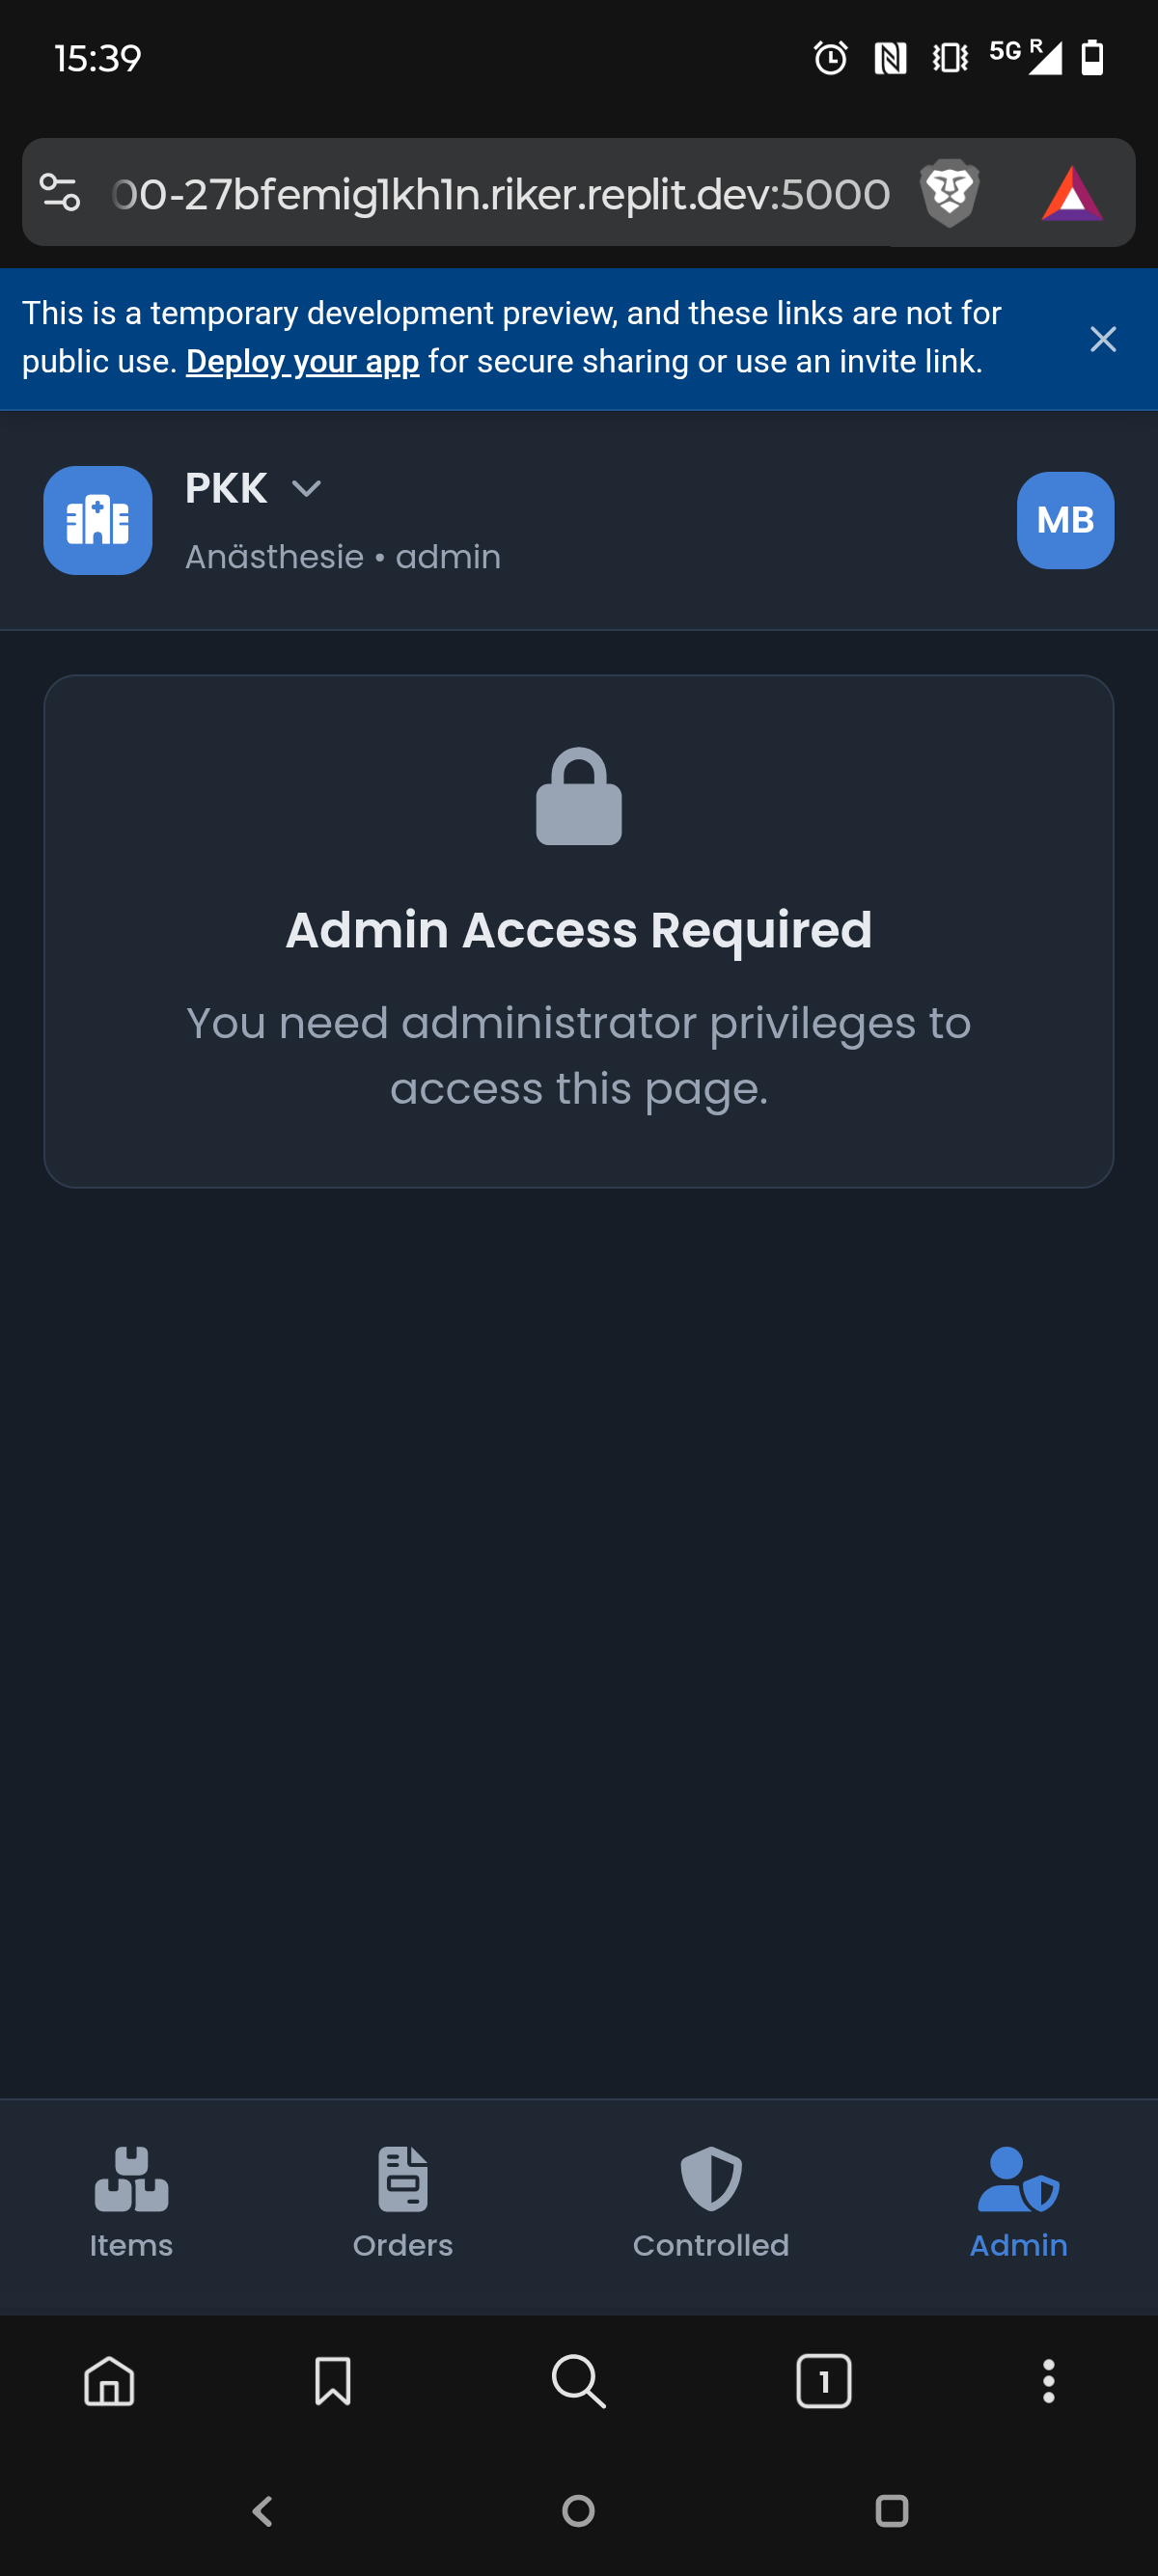 15:39
5G R
00-27bfemig1kh1n.riker.replit.dev:5000
This is a temporary development preview, and these links are not for
public use. Deploy your app for secure sharing or use an invite link.
PKK
Anästhesie • admin
MB
Admin Access Required
You need administrator privileges to
access this page.
Items
Orders
Controlled
Admin
1